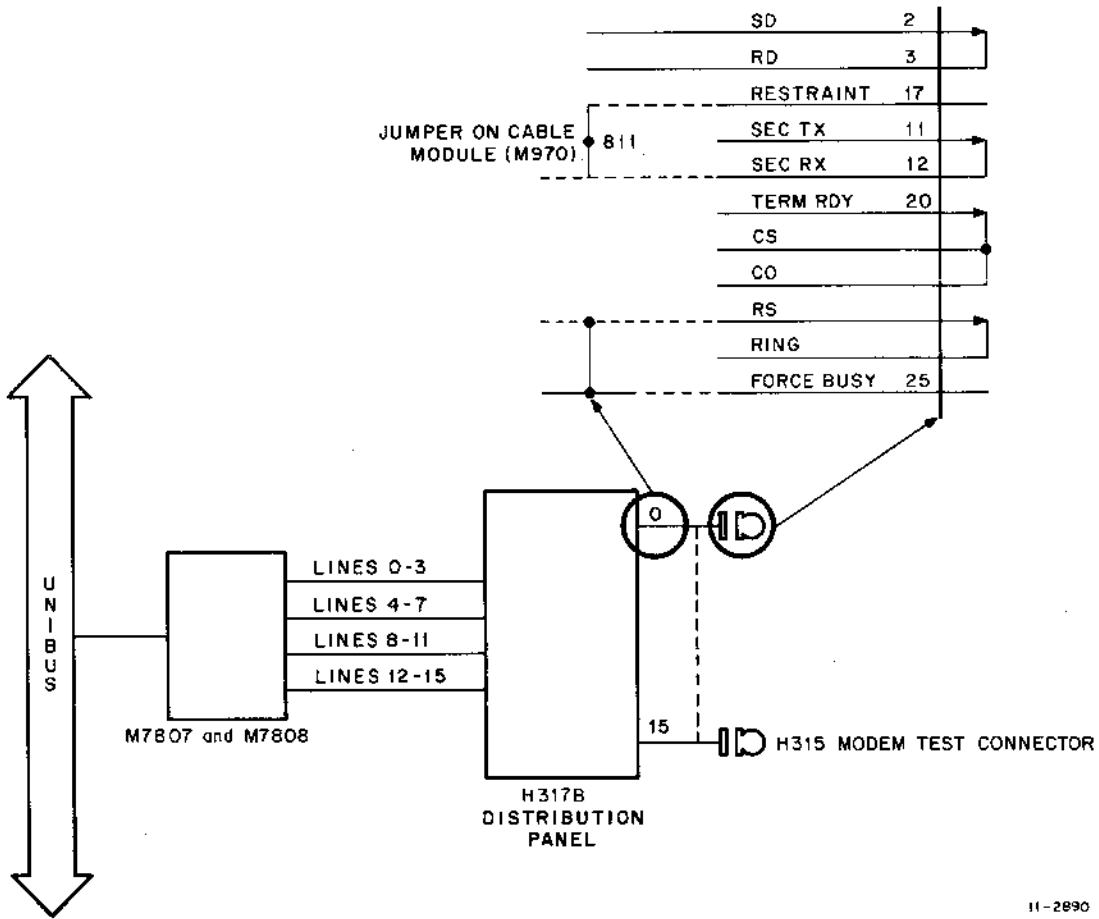 SD 2
RD 3
RESTRAINT 17
JUMPER ON CABLE
MODULE (M970)
811
SEC TX 11
SEC RX 12
TERM RDY 20
CS
CO
RS
RING
FORCE BUSY 25
UNIBUS
M7807 and M7808
LINES 0-3
LINES 4-7
LINES 8-11
LINES 12-15
0
15
H317B
DISTRIBUTION
PANEL
H315 MODEM TEST CONNECTOR
11-2890